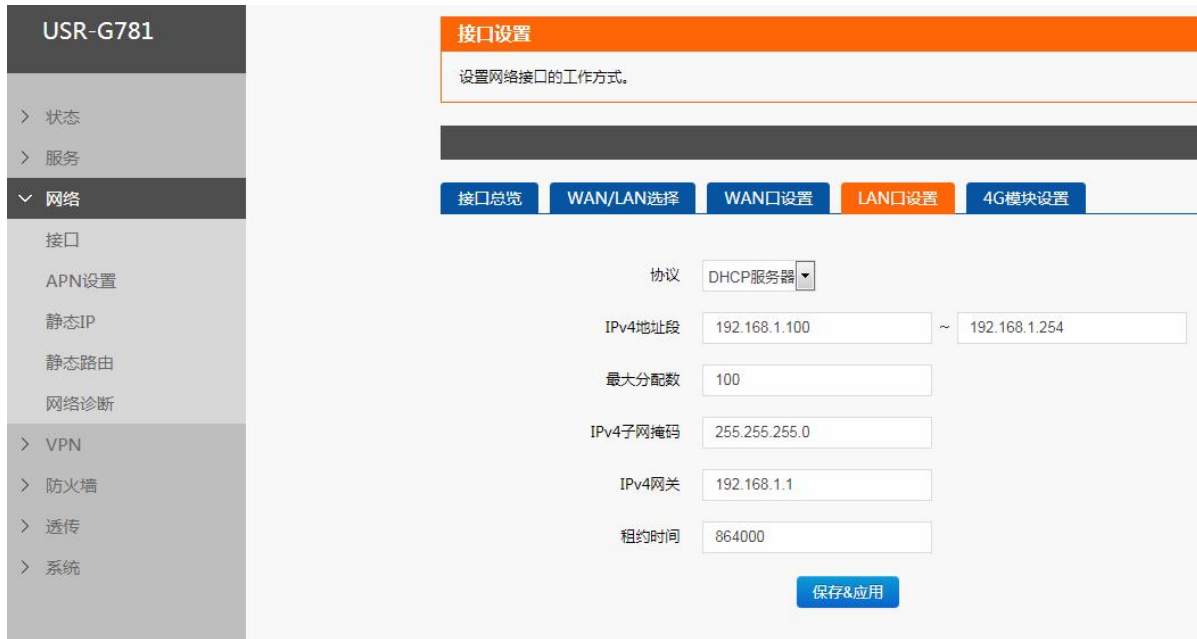 USR-G781
状态
服务
网络
接口
APN设置
静态IP
静态路由
网络诊断
VPN
防火墙
透传
系统
接口设置
设置网络接口的工作方式。
接口总览 WAN/LAN选择 WAN口设置 LAN口设置 4G模块设置
协议 DHCP服务器
IPv4地址段 192.168.1.100 ~ 192.168.1.254
最大分配数 100
IPv4子网掩码 255.255.255.0
IPv4网关 192.168.1.1
租约时间 864000
保存&应用